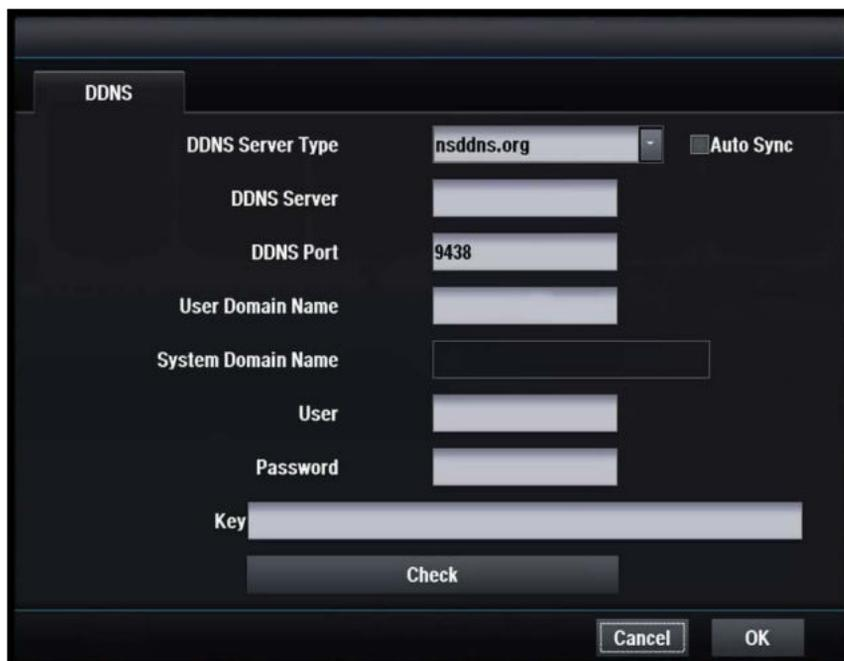 DDNS
DDNS Server Type nsddns.org Auto Sync
DDNS Server
DDNS Port 9438
User Domain Name
System Domain Name
User
Password
Key
Check
Cancel OK